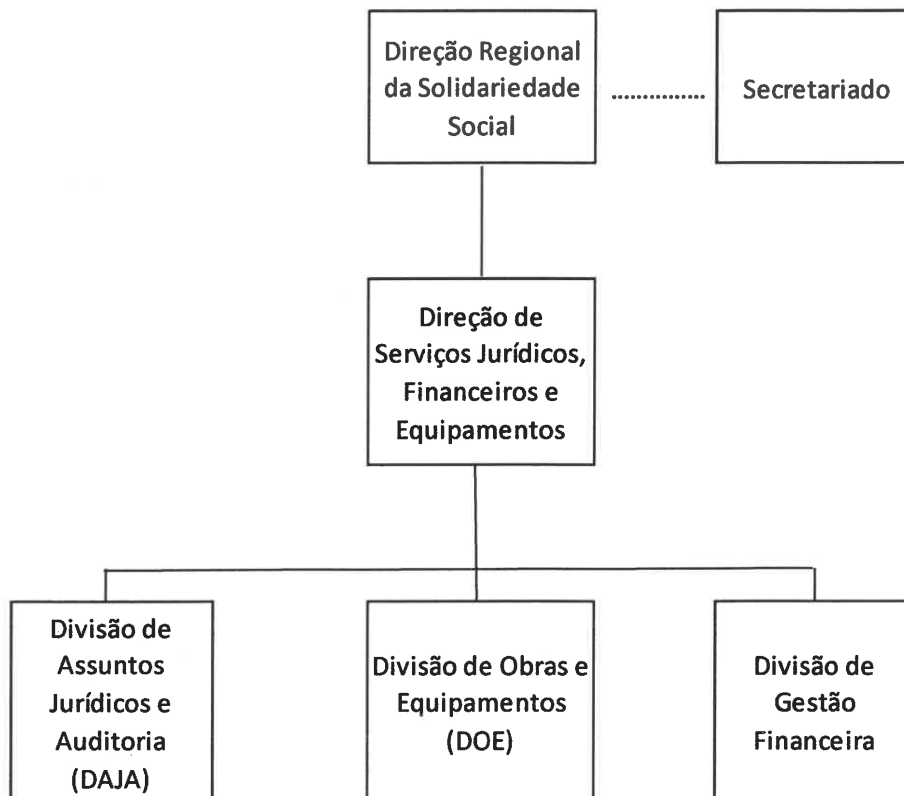 Direção Regional
da Solidariedade
Social
................
Secretariado
Direção de
Serviços Jurídicos,
Financeiros e
Equipamentos
Divisão de
Assuntos
Jurídicos e
Auditoria
(DAJA)
Divisão de Obras e
Equipamentos
(DOE)
Divisão de
Gestão
Financeira